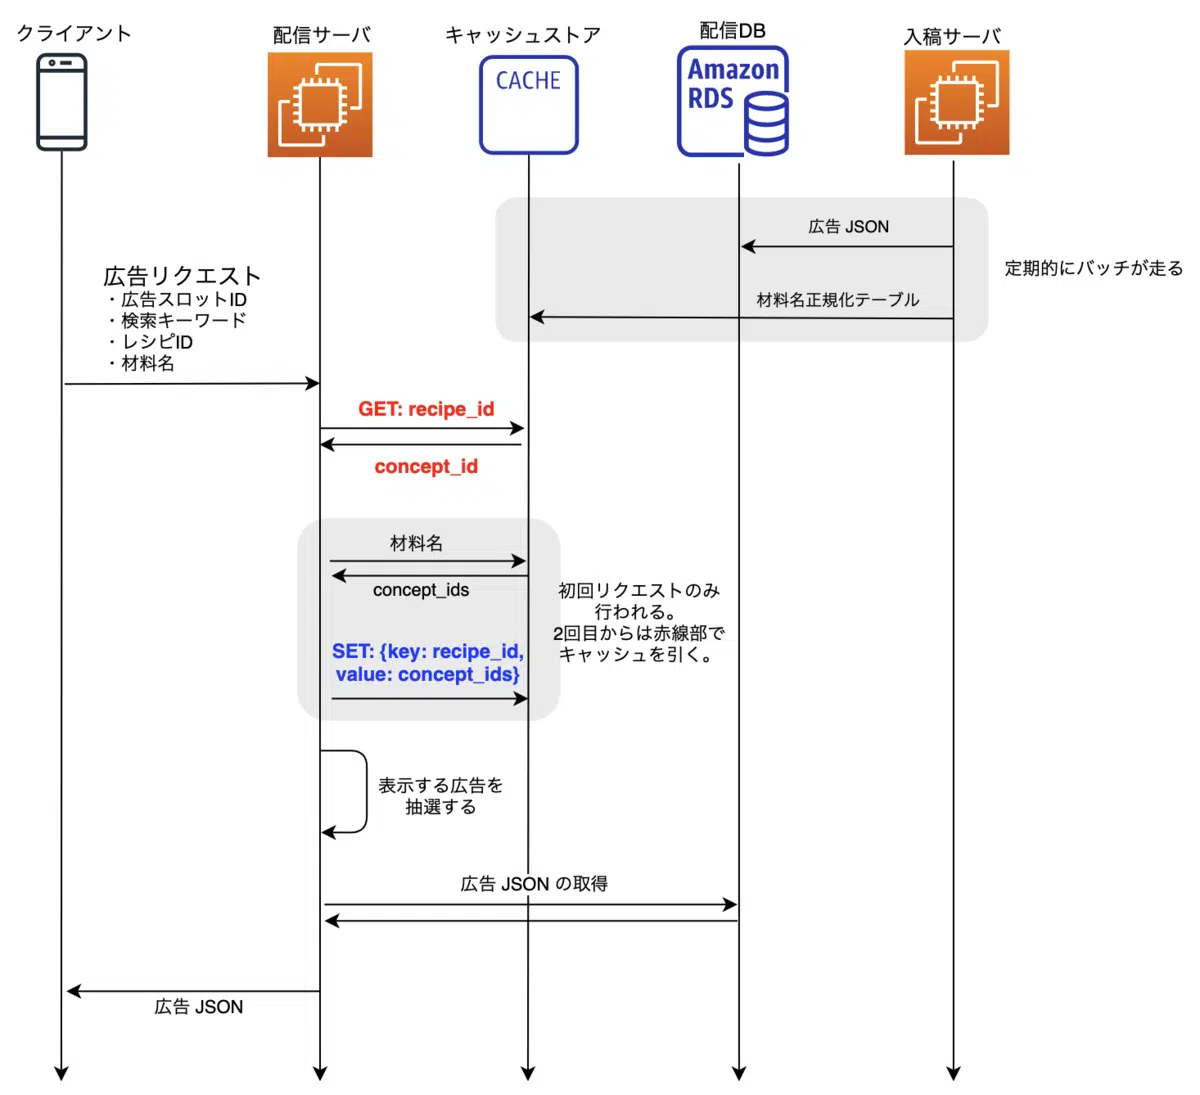 クライアント
配信サーバ
キャッシュストア
配信DB
入稿サーバ
CACHE
Amazon
RDS
広告 JSON
定期的にバッチが走る
材料名正規化テーブル
広告リクエスト
・広告スロットID
・検索キーワード
・レシピID
・材料名
GET: recipe_id
concept_id
材料名
concept_ids
初回リクエストのみ
行われる。
2回目からは赤線部で
キャッシュを引く。
SET: {key: recipe_id,
value: concept_ids}
表示する広告を
抽選する
広告 JSON の取得
広告 JSON